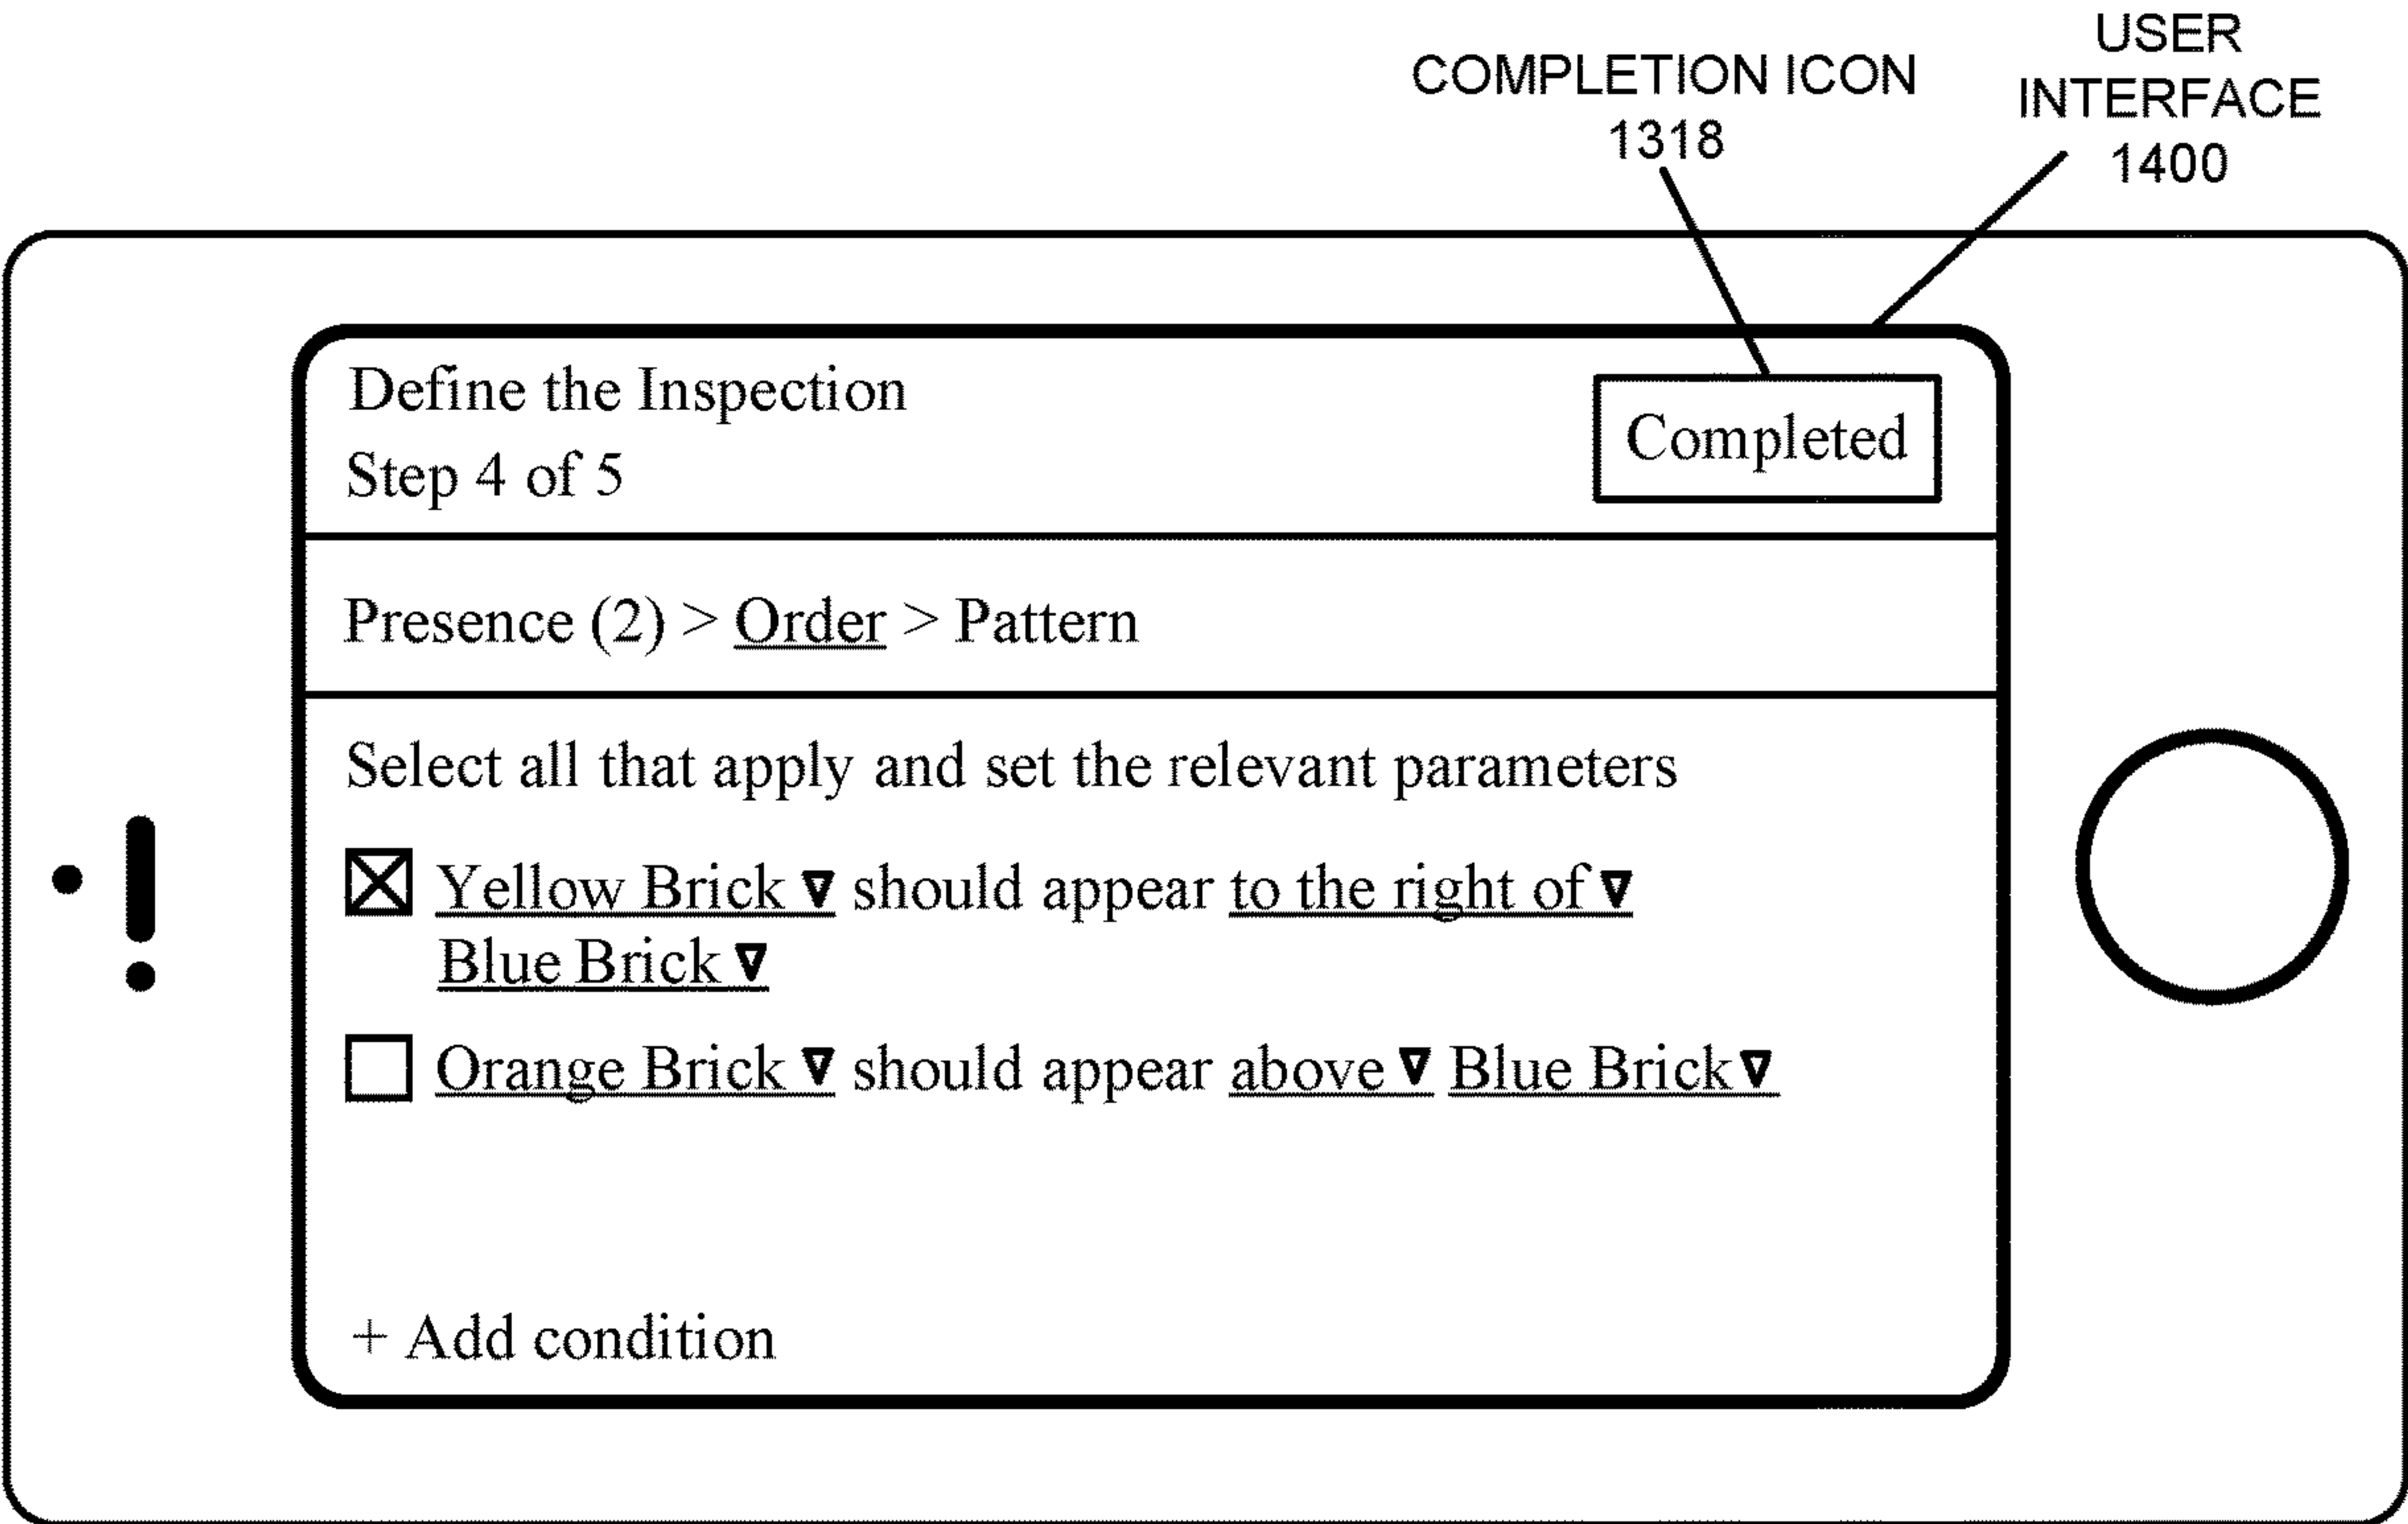 COMPLETION ICON
1318
USER
INTERFACE
1400
Define the Inspection
Step 4 of 5
Completed
Presence (2) > Order > Pattern
Select all that apply and set the relevant parameters
Yellow Brick should appear to the right of
Blue Brick
Orange Brick should appear above Blue Brick
+ Add condition